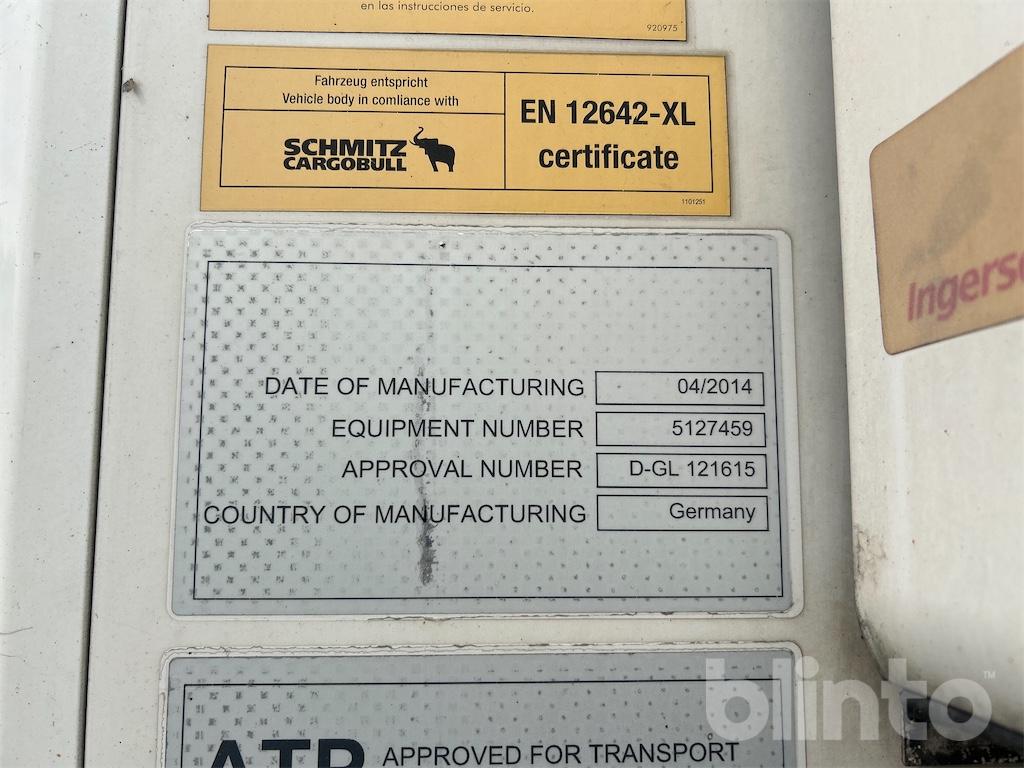 en las instrucciones de servicio.
920975
Fahrzeug entspricht
Vehicle body in comliance with
SCHMITZ
CARGOBULL
EN 12642-XL
certificate
1101251
Ingers
DATE OF MANUFACTURING 04/2014
EQUIPMENT NUMBER 5127459
APPROVAL NUMBER D-GL 121615
COUNTRY OF MANUFACTURING Germany
ATP APPROVED FOR TRANSPORT
blinto™